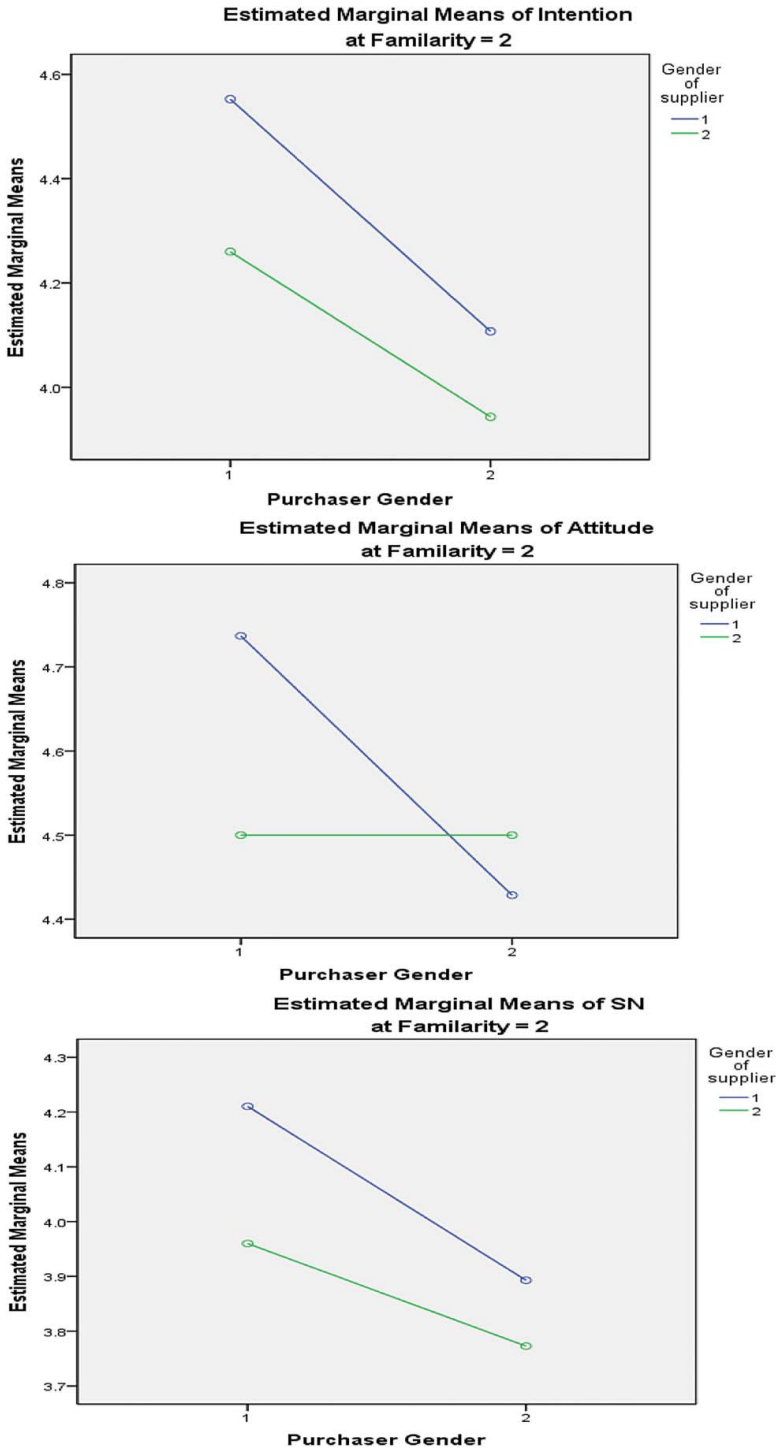 Estimated Marginal Means of Intention
at Familarity = 2
Gender
of
supplier
1
2
Estimated Marginal Means
4.6
4.4
4.2
4.0
1 2
Purchaser Gender
Estimated Marginal Means of Attitude
at Familarity = 2
Gender
of
supplier
1
2
Estimated Marginal Means
4.8
4.7
4.6
4.5
4.4
1 2
Purchaser Gender
Estimated Marginal Means of SN
at Familarity = 2
Gender
of
supplier
1
2
Estimated Marginal Means
4.3
4.2
4.1
4.0
3.9
3.8
3.7
1 2
Purchaser Gender